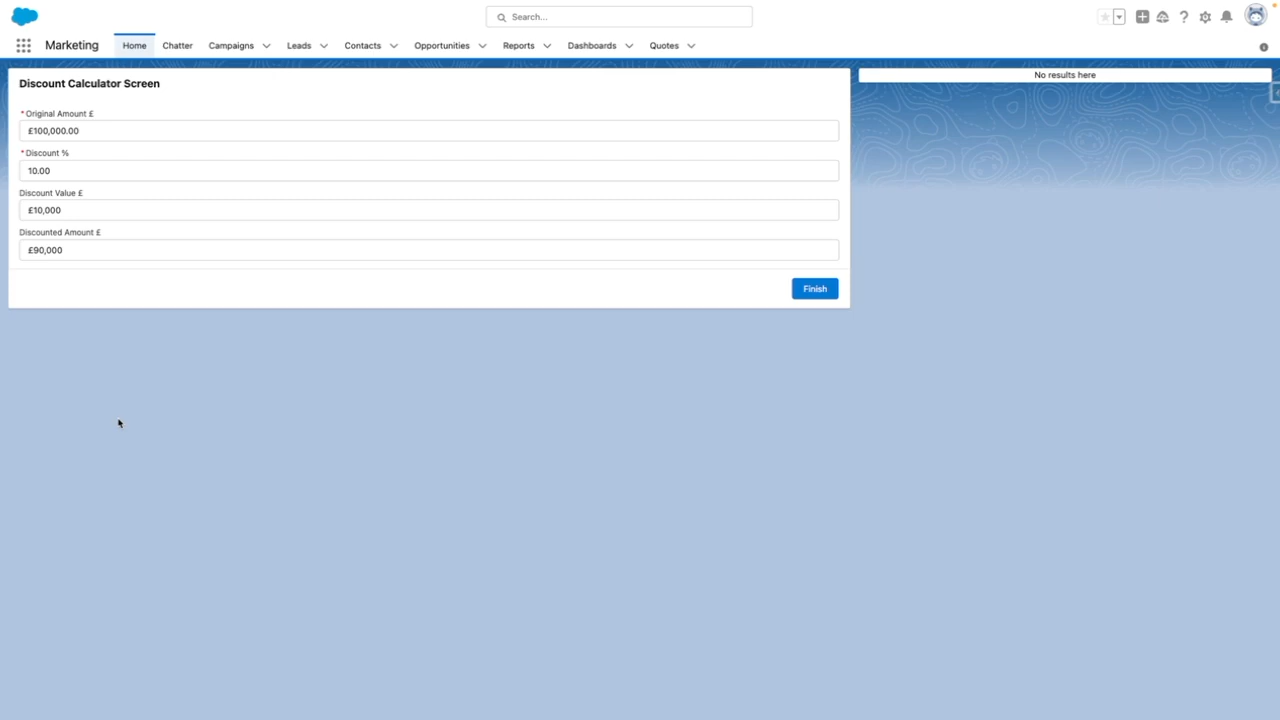 Search...
Marketing Home Chatter Campaigns Leads Contacts Opportunities Reports Dashboards Quotes
Discount Calculator Screen
No results here
* Original Amount £
£100,000.00
* Discount %
10.00
Discount Value £
£10,000
Discounted Amount £
£90,000
Finish